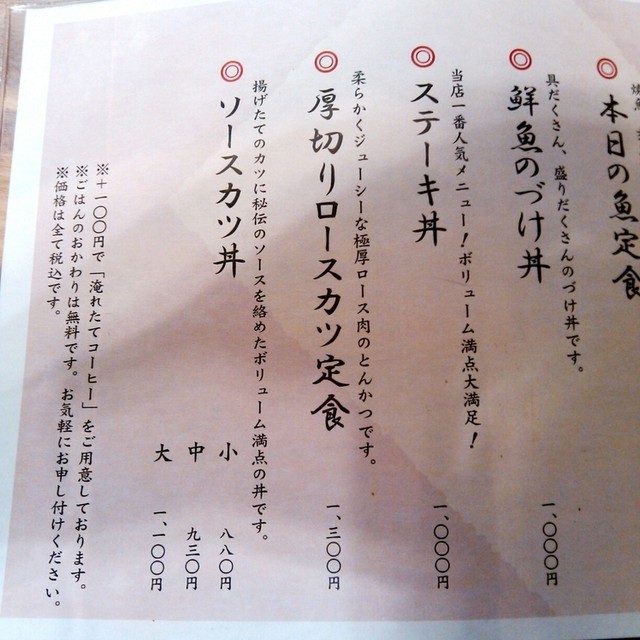 ◎ 本日の魚定食
具だくさん、盛りだくさんのづけ丼です。
◎ 鮮魚のづけ丼 一、〇〇〇円
当店一番人気メニュー！ボリューム満点大満足！
◎ ステーキ丼 一、〇〇〇円
柔らかくジューシーな極厚ロース肉のとんかつです。
◎ 厚切りロースカツ定食 一、三〇〇円
揚げたてのカツに秘伝のソースを絡めたボリューム満点の丼です。
◎ ソースカツ丼 小 八八〇円
中 九三〇円
大 一、一〇〇円
※＋一〇〇円で「淹れたてコーヒー」をご用意しております。
※ごはんのおかわりは無料です。お気軽にお申し付けください。
※価格は全て税込です。